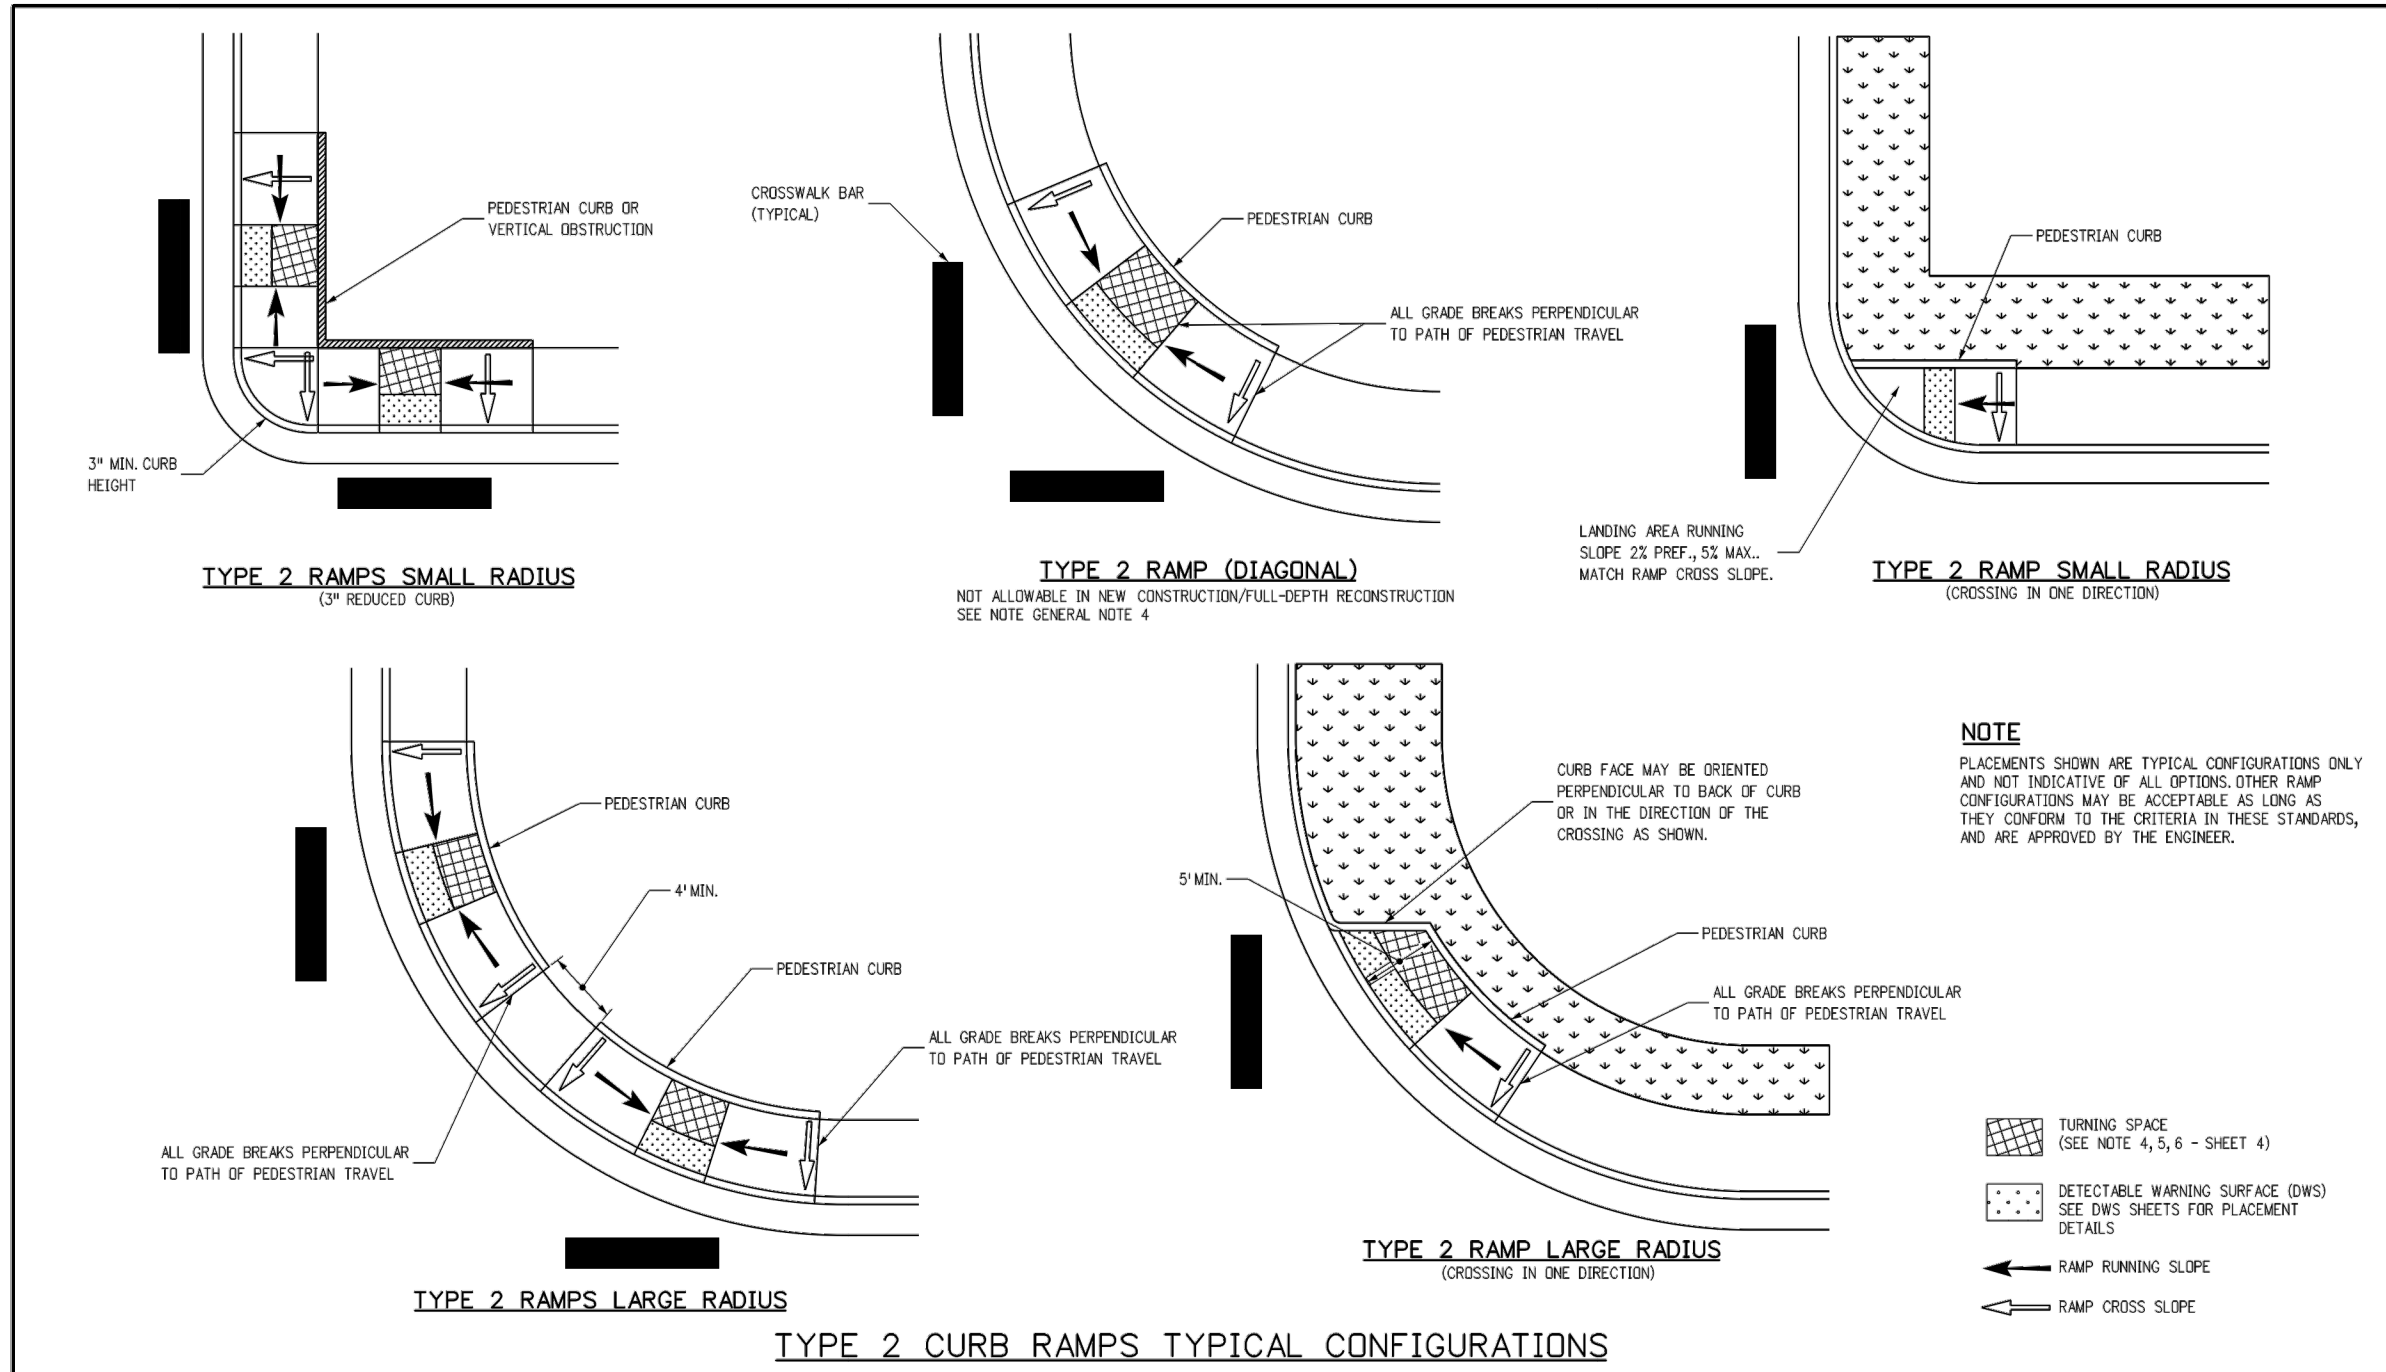 PEDESTRIAN CURB OR
VERTICAL OBSTRUCTION
3" MIN. CURB
HEIGHT
TYPE 2 RAMPS SMALL RADIUS
(3" REDUCED CURB)
CROSSWALK BAR
(TYPICAL)
PEDESTRIAN CURB
ALL GRADE BREAKS PERPENDICULAR
TO PATH OF PEDESTRIAN TRAVEL
TYPE 2 RAMP (DIAGONAL)
NOT ALLOWABLE IN NEW CONSTRUCTION/FULL-DEPTH RECONSTRUCTION
SEE NOTE GENERAL NOTE 4
PEDESTRIAN CURB
LANDING AREA RUNNING
SLOPE 2% PREF., 5% MAX..
MATCH RAMP CROSS SLOPE.
TYPE 2 RAMP SMALL RADIUS
(CROSSING IN ONE DIRECTION)
PEDESTRIAN CURB
4' MIN.
PEDESTRIAN CURB
ALL GRADE BREAKS PERPENDICULAR
TO PATH OF PEDESTRIAN TRAVEL
ALL GRADE BREAKS PERPENDICULAR
TO PATH OF PEDESTRIAN TRAVEL
TYPE 2 RAMPS LARGE RADIUS
CURB FACE MAY BE ORIENTED
PERPENDICULAR TO BACK OF CURB
OR IN THE DIRECTION OF THE
CROSSING AS SHOWN.
5' MIN.
PEDESTRIAN CURB
ALL GRADE BREAKS PERPENDICULAR
TO PATH OF PEDESTRIAN TRAVEL
TYPE 2 RAMP LARGE RADIUS
(CROSSING IN ONE DIRECTION)
NOTE
PLACEMENTS SHOWN ARE TYPICAL CONFIGURATIONS ONLY
AND NOT INDICATIVE OF ALL OPTIONS. OTHER RAMP
CONFIGURATIONS MAY BE ACCEPTABLE AS LONG AS
THEY CONFORM TO THE CRITERIA IN THESE STANDARDS,
AND ARE APPROVED BY THE ENGINEER.
TURNING SPACE
(SEE NOTE 4, 5, 6 - SHEET 4)
DETECTABLE WARNING SURFACE (DWS)
SEE DWS SHEETS FOR PLACEMENT
DETAILS
RAMP RUNNING SLOPE
RAMP CROSS SLOPE
TYPE 2 CURB RAMPS TYPICAL CONFIGURATIONS